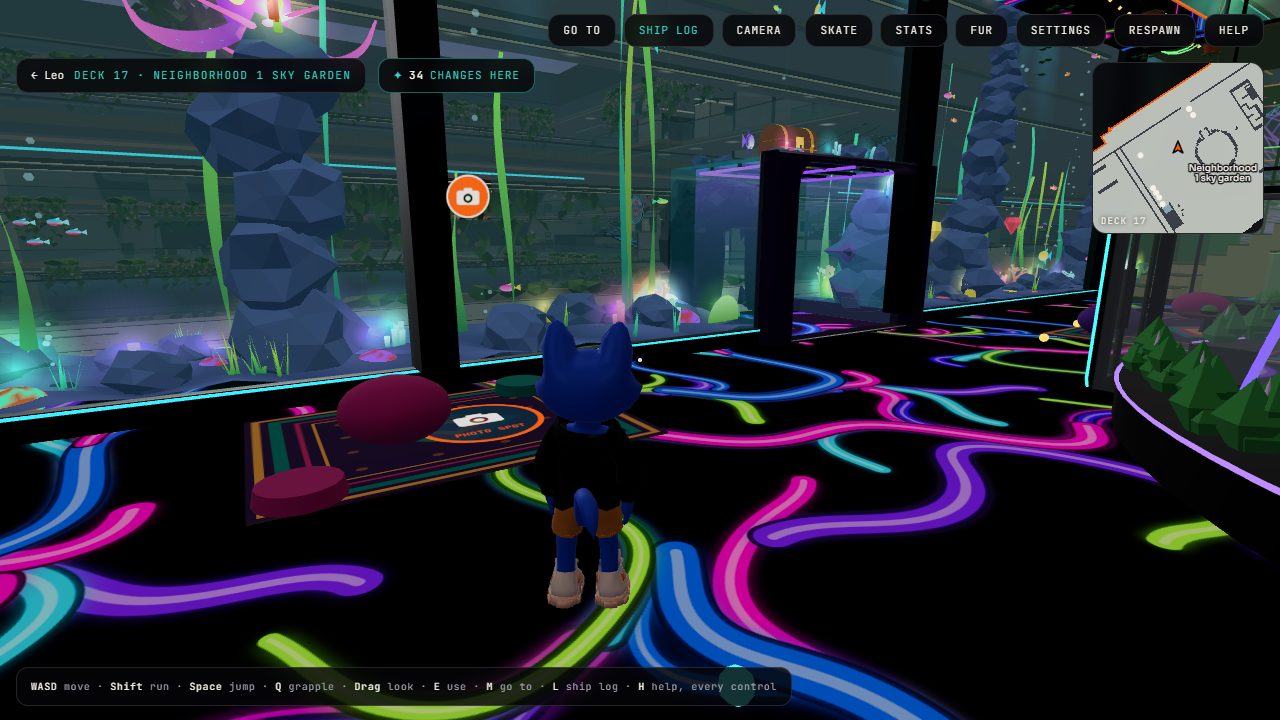 GO TO
SHIP LOG
CAMERA
SKATE
STATS
FUR
SETTINGS
RESPAWN
HELP
← Leo DECK 17 · NEIGHBORHOOD 1 SKY GARDEN
✦ 34 CHANGES HERE
Neighborhood
1 sky garden
DECK 17
PHOTO SPOT
WASD move · Shift run · Space jump · Q grapple · Drag look · E use · M go to · L ship log · H help, every control